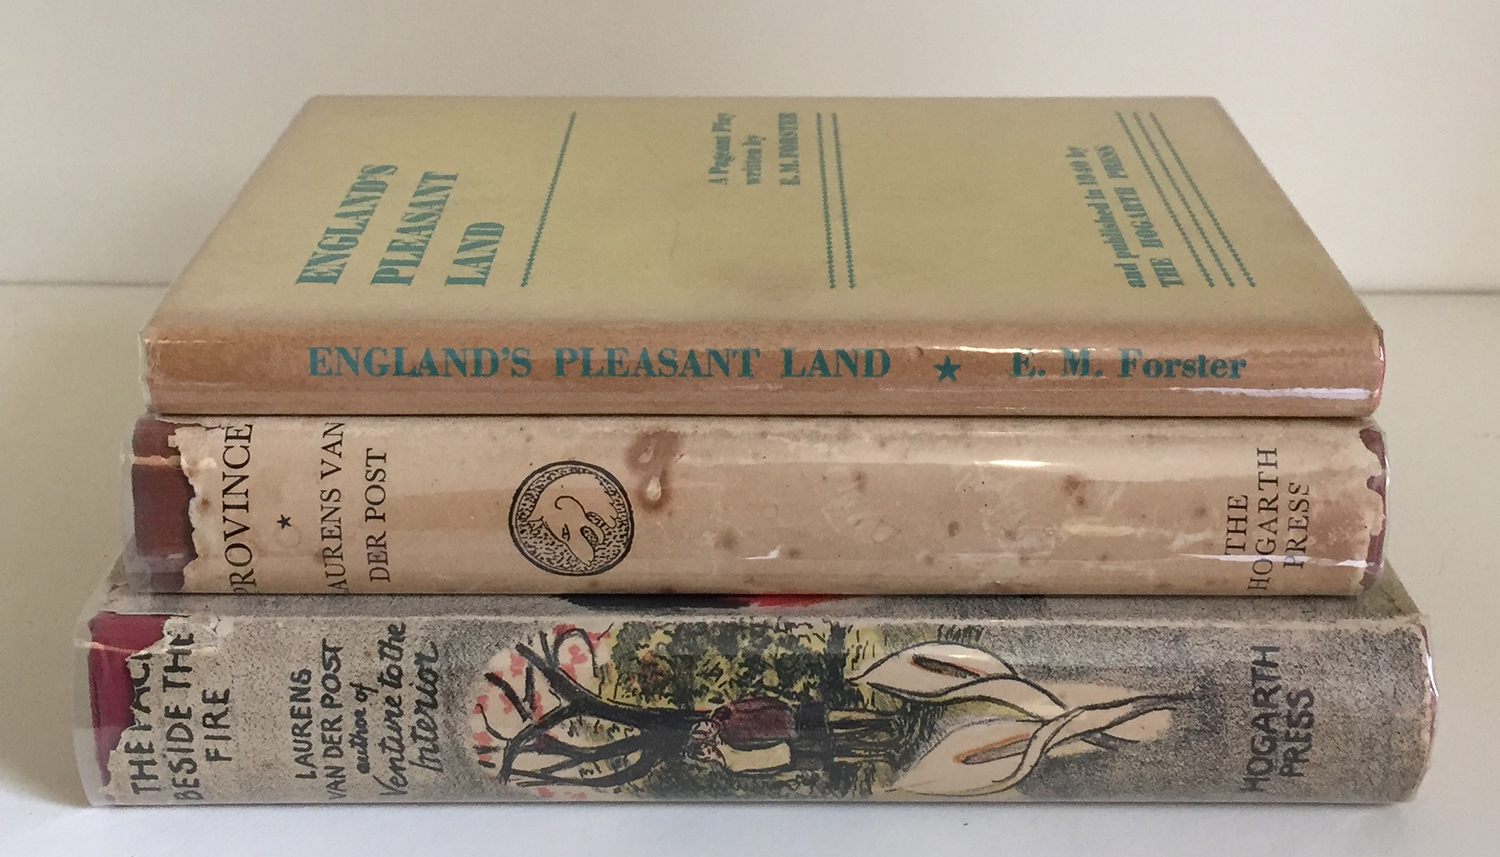 ENGLAND'S
PLEASANT
LAND
A Pageant Play
written by
E. M. FORSTER
and published in 1940 by
THE HOGARTH PRESS
ENGLAND'S PLEASANT LAND ★ E. M. Forster
PROVINCE
★
LAURENS VAN
DER POST
THE
HOGARTH
PRESS
THE FACE
BESIDE THE
FIRE
LAURENS
VAN DER POST
author of
Venture to the
Interior
HOGARTH
PRESS